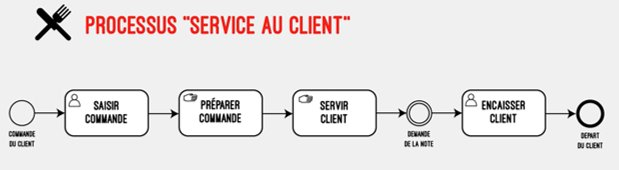 PROCESSUS "SERVICE AU CLIENT"
SAISIR
COMMANDE
PRÉPARER
COMMANDE
SERVIR
CLIENT
ENCAISSER
CLIENT
COMMANDE
DU CLIENT
DEMANDE
DE LA NOTE
DEPART
DU CLIENT